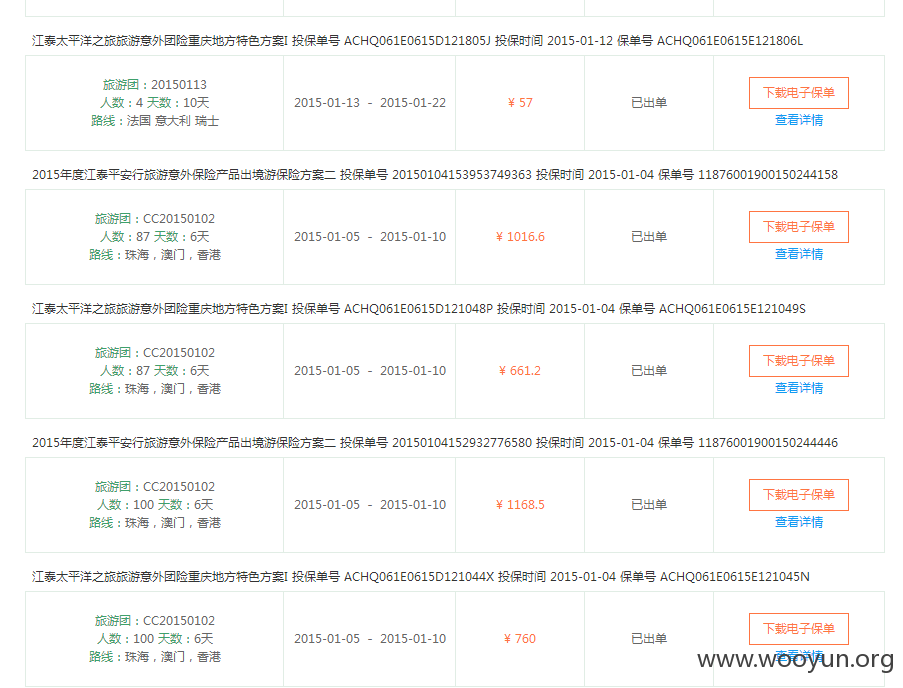 江泰太平洋之旅旅游意外团险重庆地方特色方案I 投保单号 ACHQ061E0615D121805J 投保时间 2015-01-12 保单号 ACHQ061E0615E121806L
旅游团：20150113
人数：4 天数：10天
路线：法国 意大利 瑞士
2015-01-13 - 2015-01-22
¥ 57
已出单
下载电子保单
查看详情
2015年度江泰平安行旅游意外保险产品出境游保险方案二 投保单号 20150104153953749363 投保时间 2015-01-04 保单号 11876001900150244158
旅游团：CC20150102
人数：87 天数：6天
路线：珠海，澳门，香港
2015-01-05 - 2015-01-10
¥ 1016.6
已出单
下载电子保单
查看详情
江泰太平洋之旅旅游意外团险重庆地方特色方案I 投保单号 ACHQ061E0615D121048P 投保时间 2015-01-04 保单号 ACHQ061E0615E121049S
旅游团：CC20150102
人数：87 天数：6天
路线：珠海，澳门，香港
2015-01-05 - 2015-01-10
¥ 661.2
已出单
下载电子保单
查看详情
2015年度江泰平安行旅游意外保险产品出境游保险方案二 投保单号 20150104152932776580 投保时间 2015-01-04 保单号 11876001900150244446
旅游团：CC20150102
人数：100 天数：6天
路线：珠海，澳门，香港
2015-01-05 - 2015-01-10
¥ 1168.5
已出单
下载电子保单
查看详情
江泰太平洋之旅旅游意外团险重庆地方特色方案I 投保单号 ACHQ061E0615D121044X 投保时间 2015-01-04 保单号 ACHQ061E0615E121045N
旅游团：CC20150102
人数：100 天数：6天
路线：珠海，澳门，香港
2015-01-05 - 2015-01-10
¥ 760
已出单
下载电子保单
查看详情
www.wooyun.org